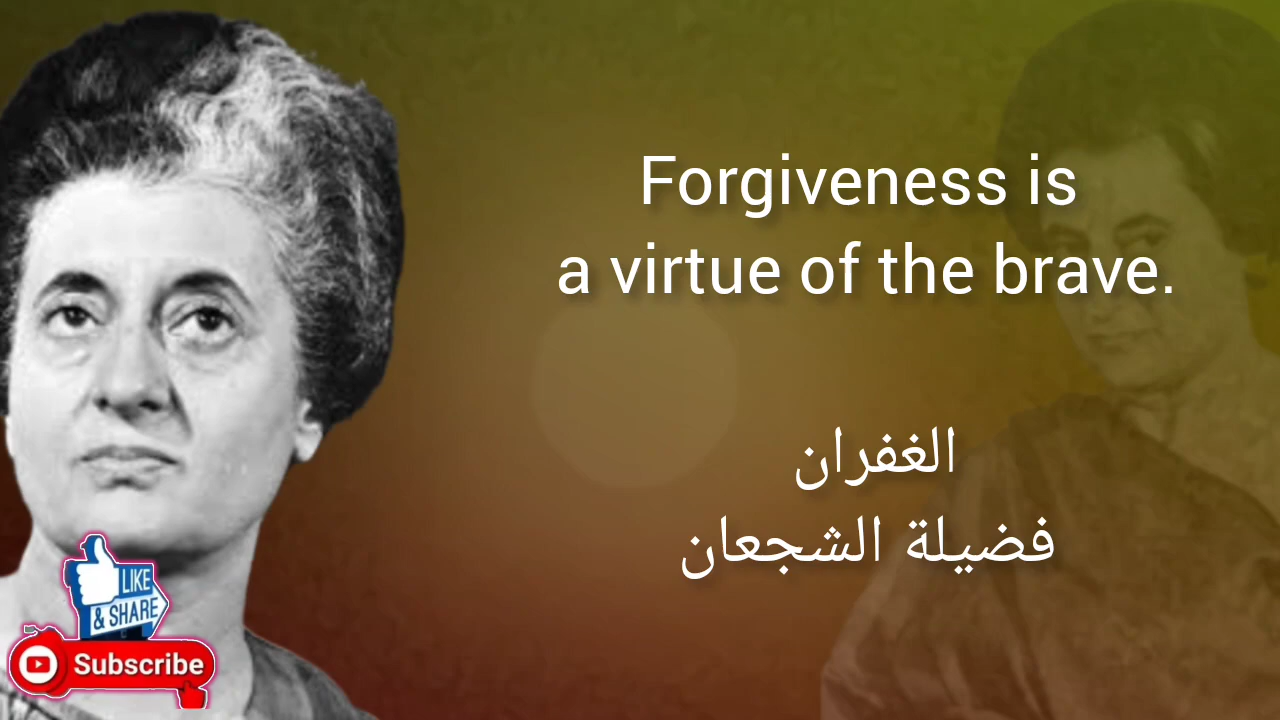 Forgiveness is
a virtue of the brave.
الغفران
فضيلة الشجعان
LIKE
& SHARE
Subscribe